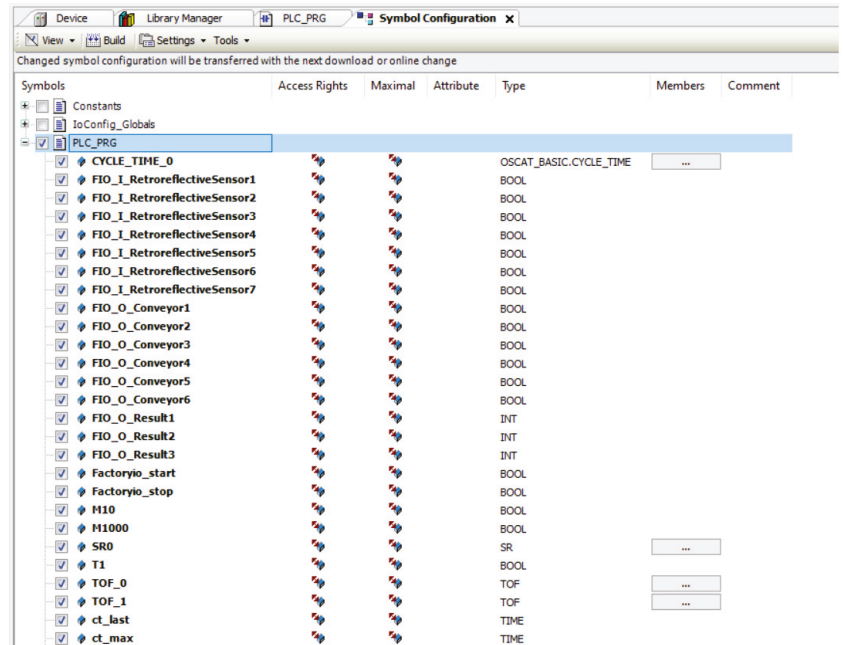 Device Library Manager PLC_PRG Symbol Configuration X
View Build Settings Tools
Changed symbol configuration will be transferred with the next download or online change
Symbols Access Rights Maximal Attribute Type Members Comment
Constants
IoConfig_Globals
PLC_PRG
CYCLE_TIME_0 OSCAT_BASIC.CYCLE_TIME ...
FIO_I_RetroreflectiveSensor1 BOOL
FIO_I_RetroreflectiveSensor2 BOOL
FIO_I_RetroreflectiveSensor3 BOOL
FIO_I_RetroreflectiveSensor4 BOOL
FIO_I_RetroreflectiveSensor5 BOOL
FIO_I_RetroreflectiveSensor6 BOOL
FIO_I_RetroreflectiveSensor7 BOOL
FIO_O_Conveyor1 BOOL
FIO_O_Conveyor2 BOOL
FIO_O_Conveyor3 BOOL
FIO_O_Conveyor4 BOOL
FIO_O_Conveyor5 BOOL
FIO_O_Conveyor6 BOOL
FIO_O_Result1 INT
FIO_O_Result2 INT
FIO_O_Result3 INT
Factoryio_start BOOL
Factoryio_stop BOOL
M10 BOOL
M1000 BOOL
SR0 SR ...
T1 BOOL
TOF_0 TOF ...
TOF_1 TOF ...
ct_last TIME
ct_max TIME